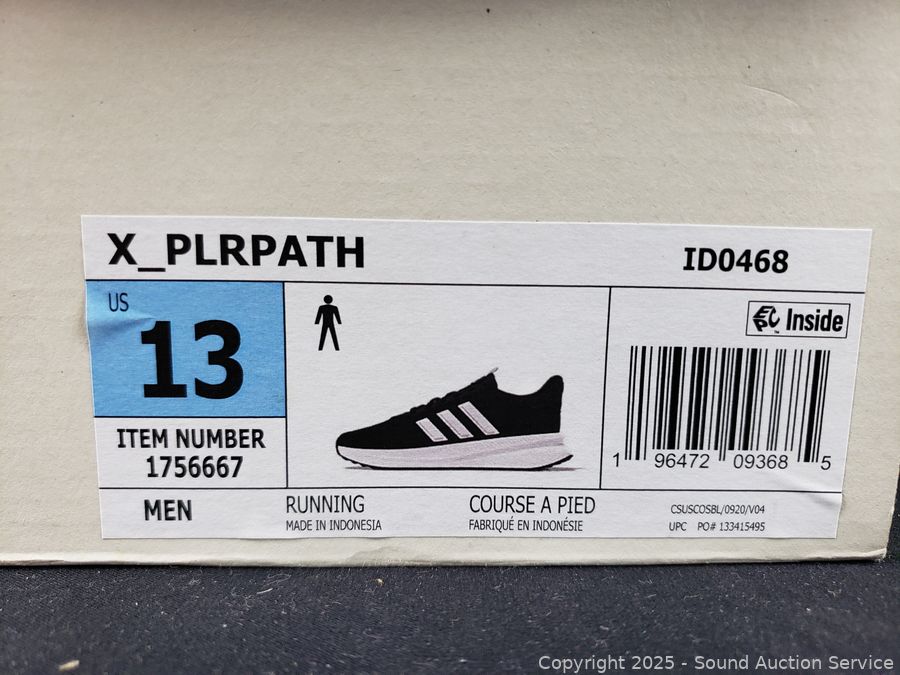 X_PLRPATH
ID0468
US
13
EPC™ Inside
ITEM NUMBER
1756667
1 96472 09368 5
MEN
RUNNING
MADE IN INDONESIA
COURSE A PIED
FABRIQUÉ EN INDONÉSIE
CSUSCOSBL/0920/V04
UPC PO# 133415495
Copyright 2025 - Sound Auction Service